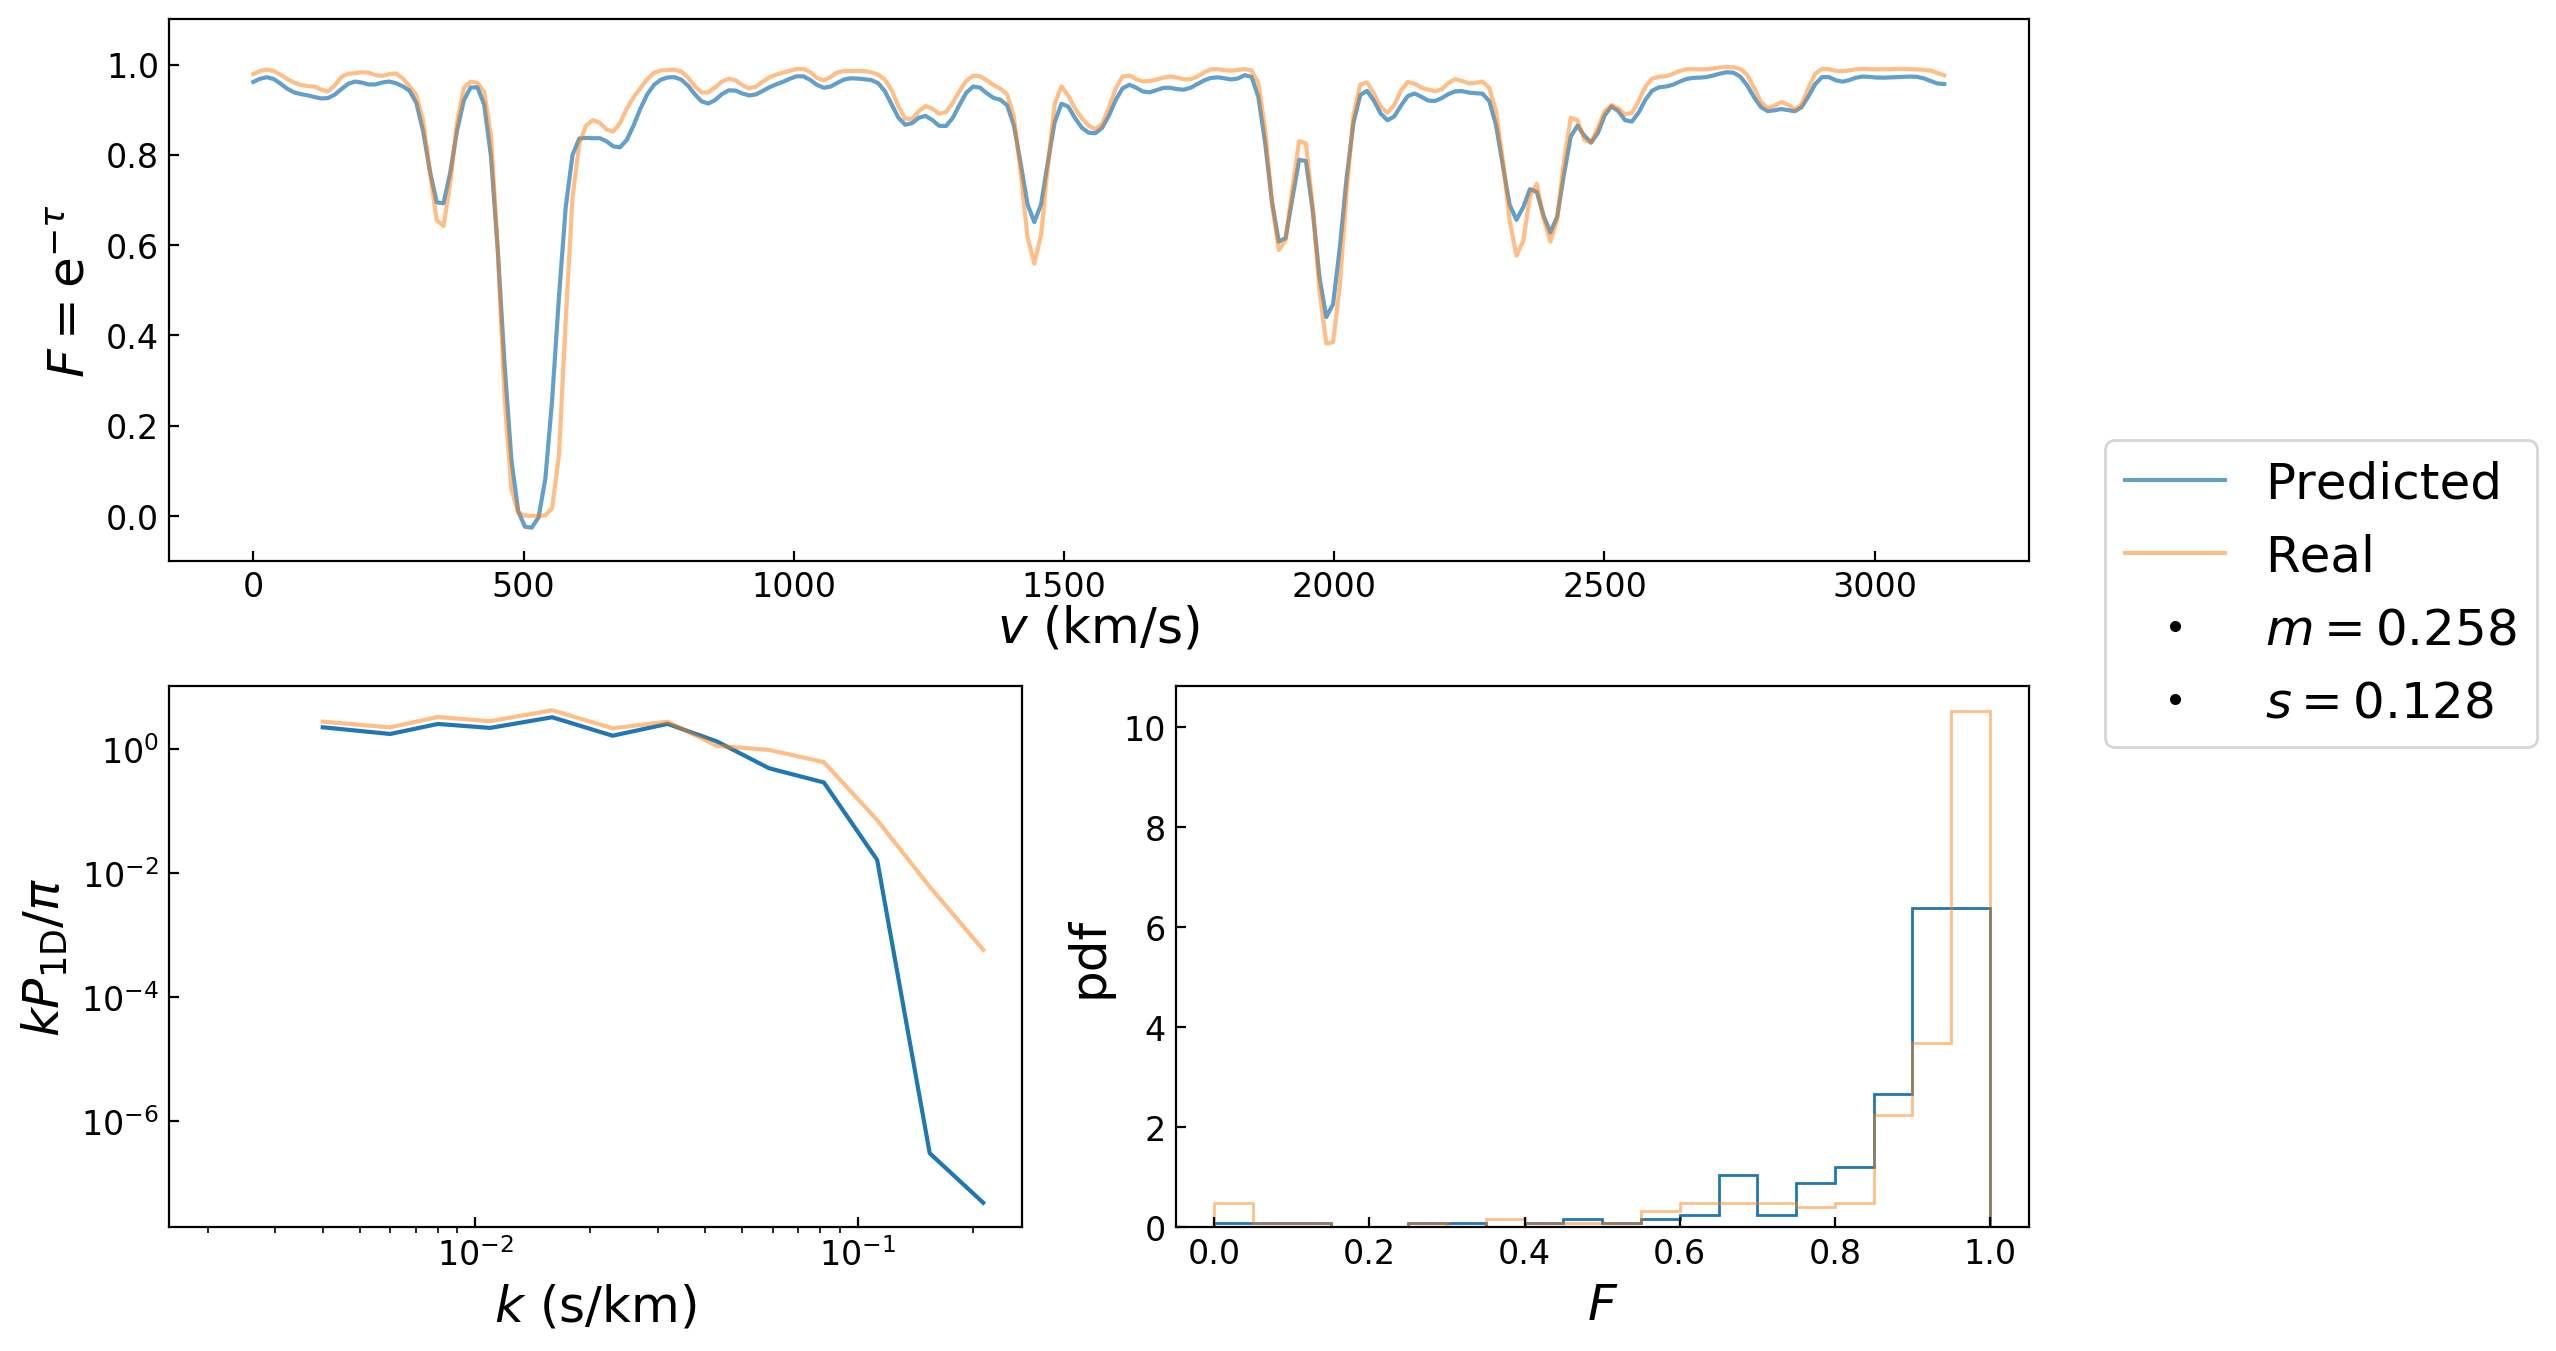 1.0
0.8
0.6
0.4
0.2
0.0
F = e^{−τ}
0 500 1000 1500 2000 2500 3000
v (km/s)
Predicted
Real
m = 0.258
s = 0.128
10^0
10^{−2}
10^{−4}
10^{−6}
kP_{1D}/π
10^{−2} 10^{−1}
k (s/km)
10
8
6
4
2
0
pdf
0.0 0.2 0.4 0.6 0.8 1.0
F